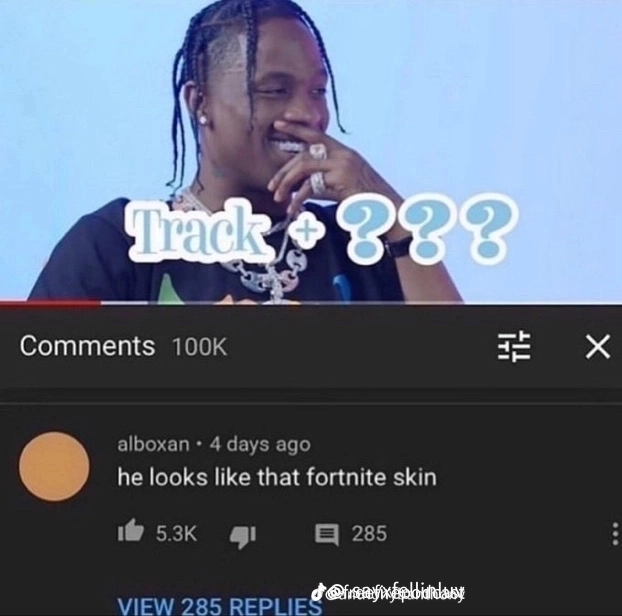 Track + ???
Comments 100K
alboxan • 4 days ago
he looks like that fortnite skin
5.3K 285
VIEW 285 REPLIES